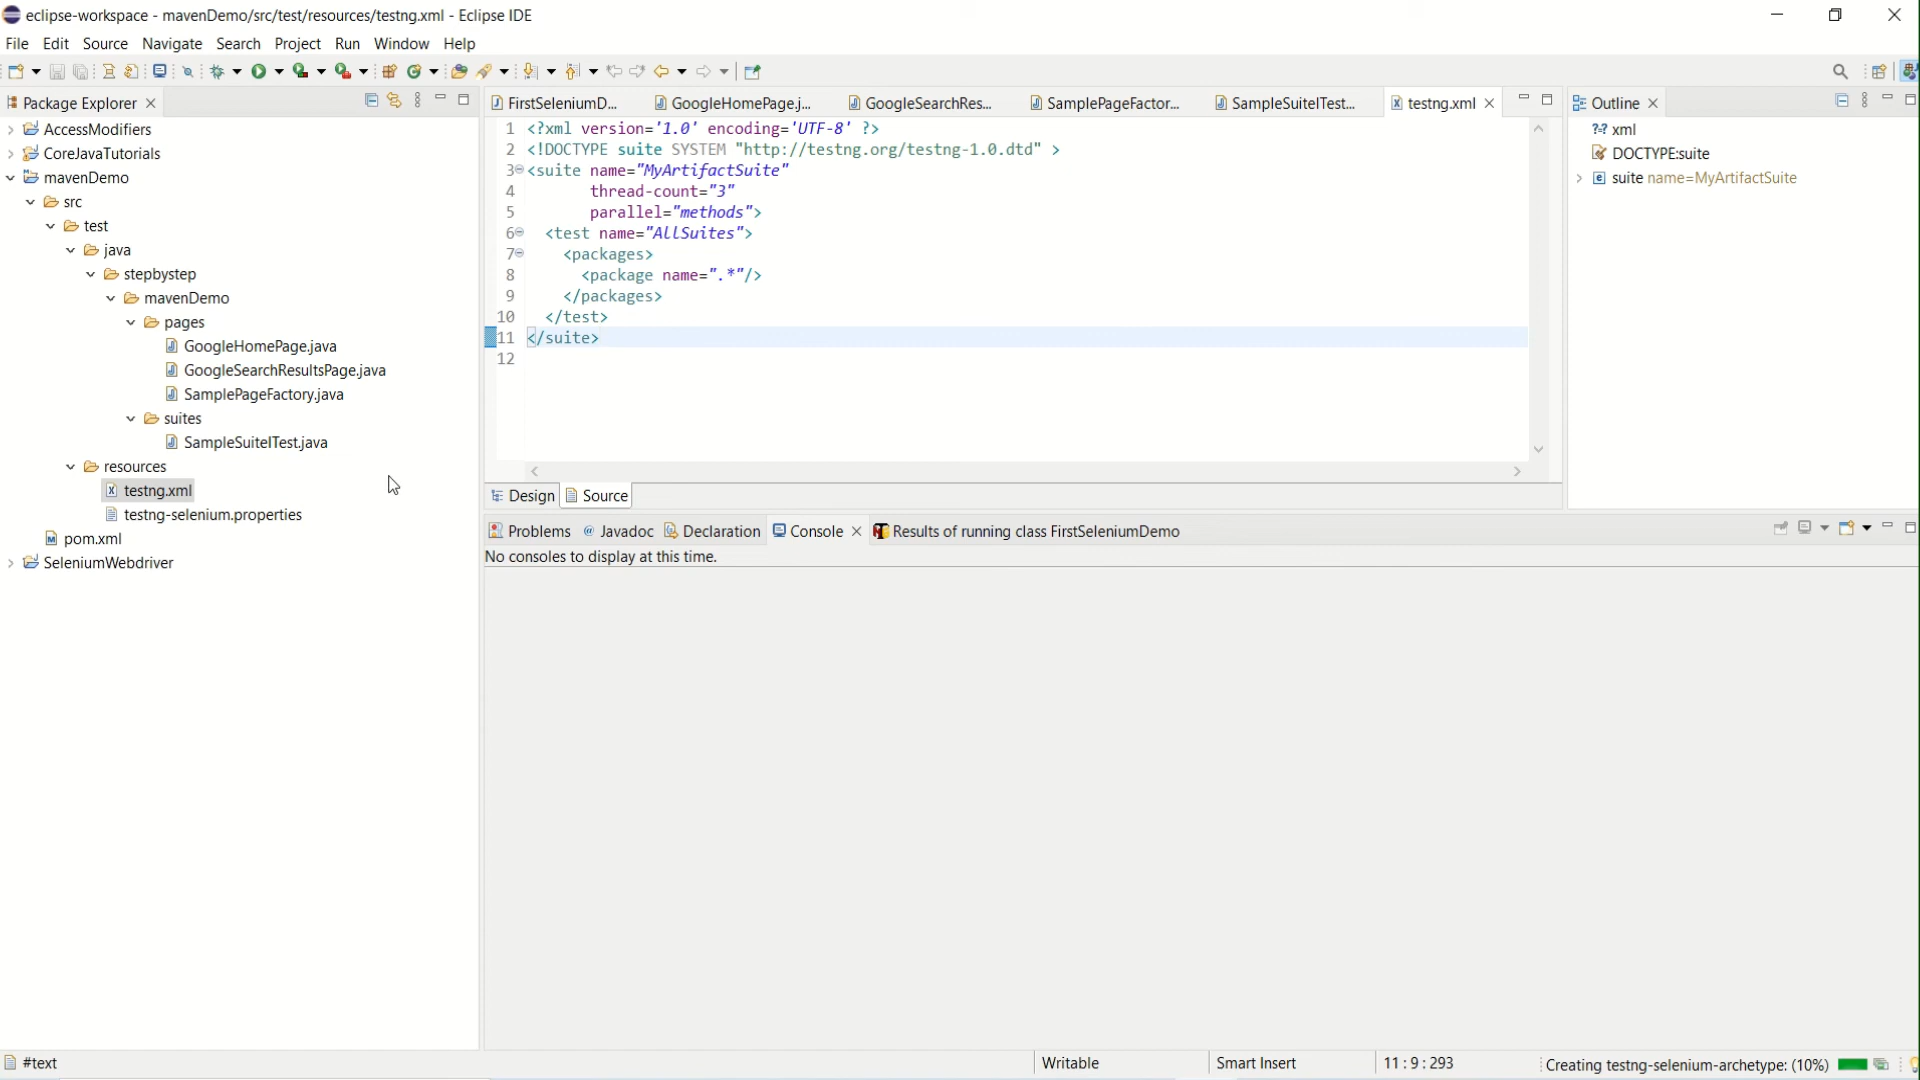 eclipse-workspace - mavenDemo/src/test/resources/testng.xml - Eclipse IDE
File Edit Source Navigate Search Project Run Window Help
Package Explorer
AccessModifiers
CoreJavaTutorials
mavenDemo
src
test
java
stepbystep
mavenDemo
pages
GoogleHomePage.java
GoogleSearchResultsPage.java
SamplePageFactory.java
suites
SampleSuiteITest.java
resources
testng.xml
testng-selenium.properties
pom.xml
SeleniumWebdriver
FirstSeleniumD... GoogleHomePage.j... GoogleSearchRes... SamplePageFactor... SampleSuiteITest... testng.xml
1 <?xml version='1.0' encoding='UTF-8' ?>
2 <!DOCTYPE suite SYSTEM "http://testng.org/testng-1.0.dtd" >
3 <suite name="MyArtifactSuite"
4 thread-count="3"
5 parallel="methods">
6 <test name="AllSuites">
7 <packages>
8 <package name=".*"/>
9 </packages>
10 </test>
11 </suite>
12
Design Source
Outline
?-? xml
DOCTYPE:suite
e suite name=MyArtifactSuite
Problems @ Javadoc Declaration Console Results of running class FirstSeleniumDemo
No consoles to display at this time.
#text Writable Smart Insert 11 : 9 : 293 Creating testng-selenium-archetype: (10%)